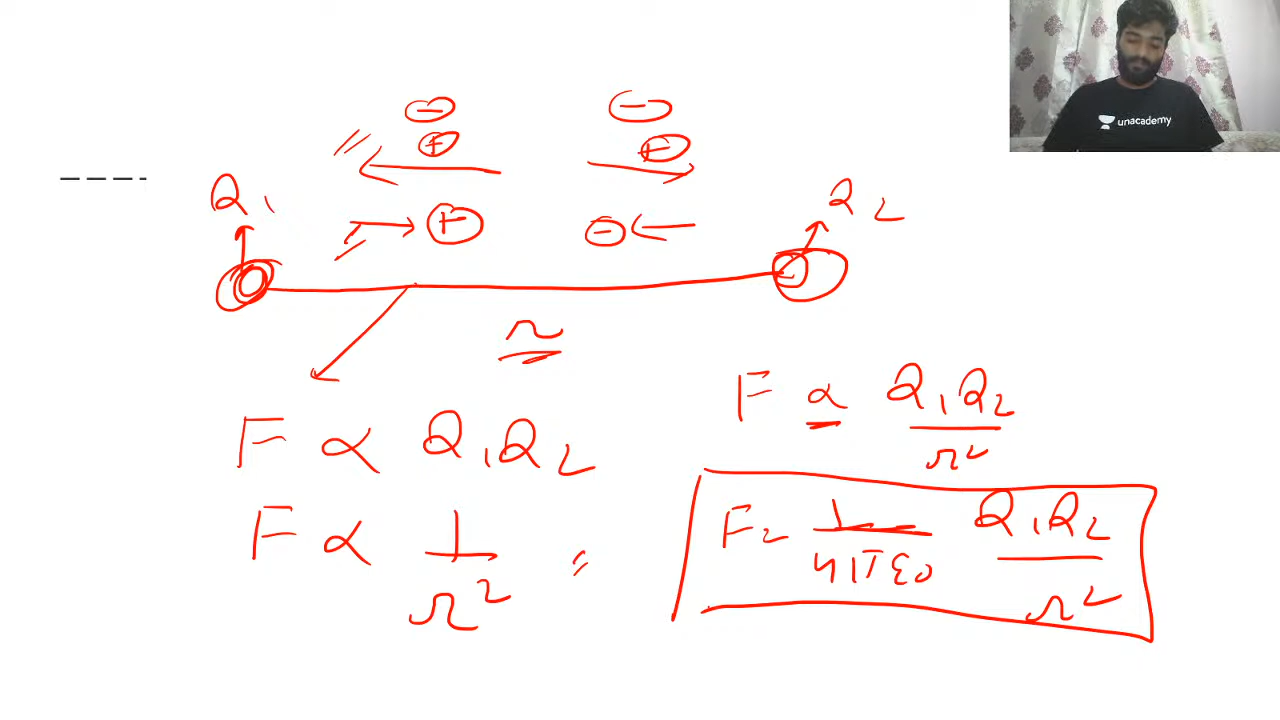 unacademy
− −
+ +
Q1 Q2
+ −
r
F ∝ Q1Q2
F ∝ 1/r²
F ∝ Q1Q2/r²
F = 1/4πε0 Q1Q2/r²